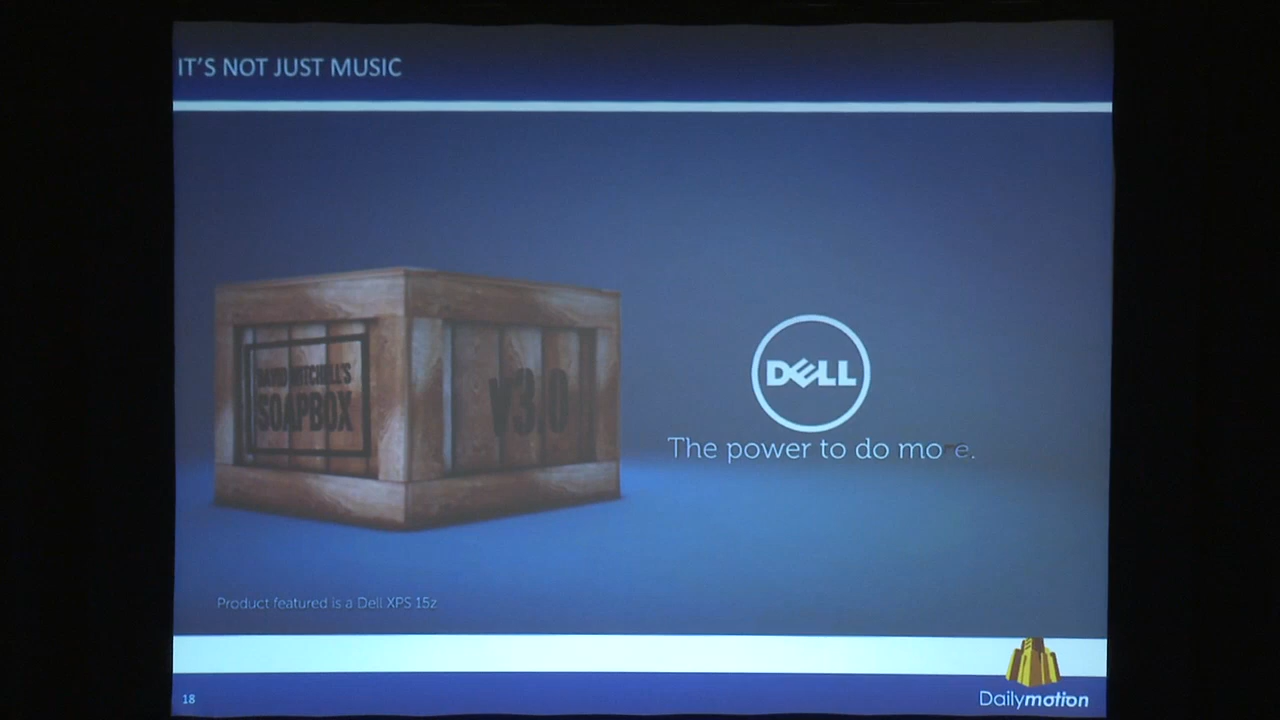 IT'S NOT JUST MUSIC
DAVID MITCHELL'S
SOAPBOX
V3.0
DELL
The power to do more.
Product featured is a Dell XPS 15z
18
Dailymotion